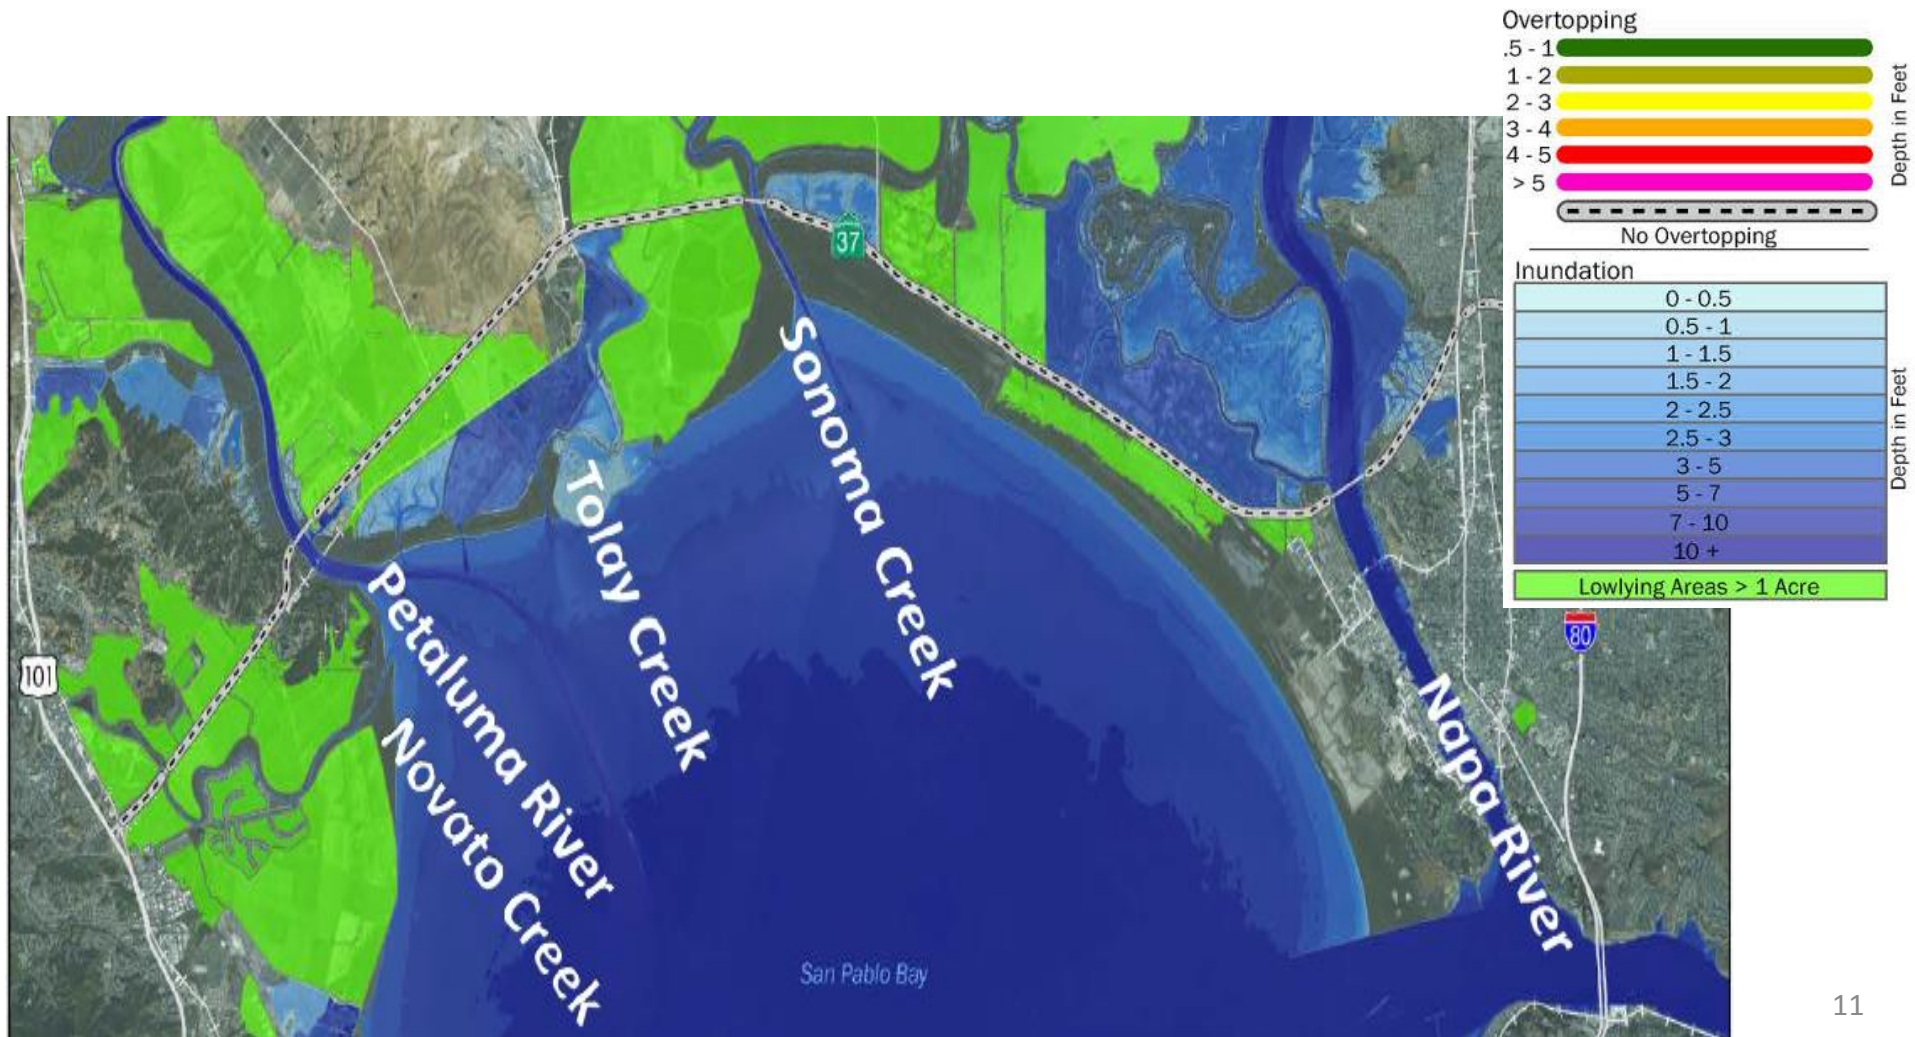 Overtopping
.5 - 1
1 - 2
2 - 3
3 - 4
4 - 5
> 5
Depth in Feet
No Overtopping
Inundation
0 - 0.5
0.5 - 1
1 - 1.5
1.5 - 2
2 - 2.5
2.5 - 3
3 - 5
5 - 7
7 - 10
10 +
Depth in Feet
Lowlying Areas > 1 Acre
37
101
80
Sonoma Creek
Tolay Creek
Petaluma River
Novato Creek
Napa River
San Pablo Bay
11